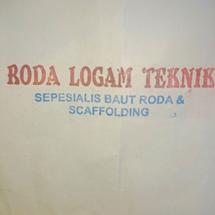 RODA LOGAM TEKNIK
SEPESIALIS BAUT RODA &
SCAFFOLDING